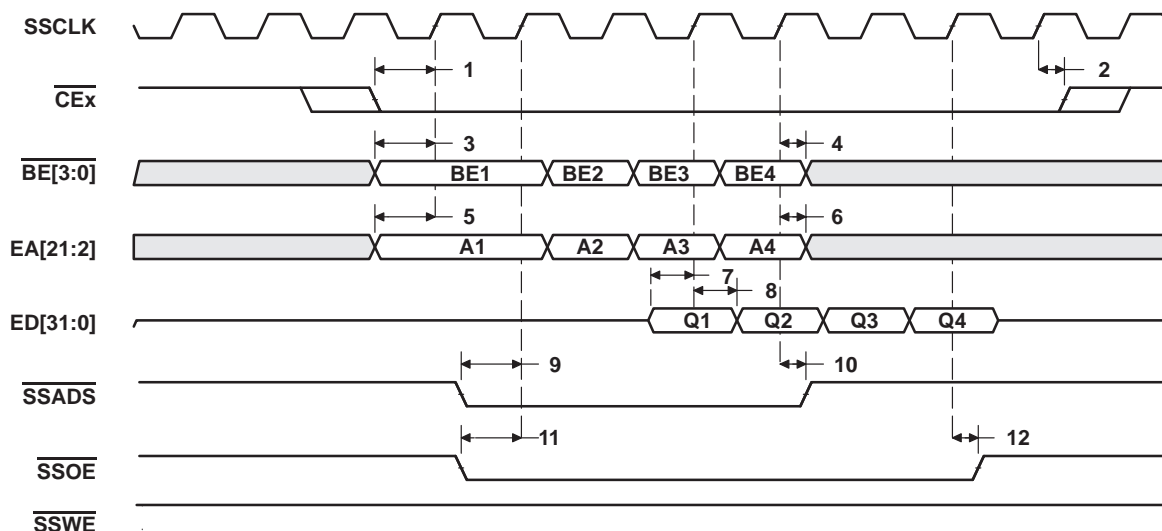 SSCLK
1 2
CEx
3 4
BE[3:0] BE1 BE2 BE3 BE4
5 6
EA[21:2] A1 A2 A3 A4
7 8
ED[31:0] Q1 Q2 Q3 Q4
9 10
SSADS
11 12
SSOE
SSWE